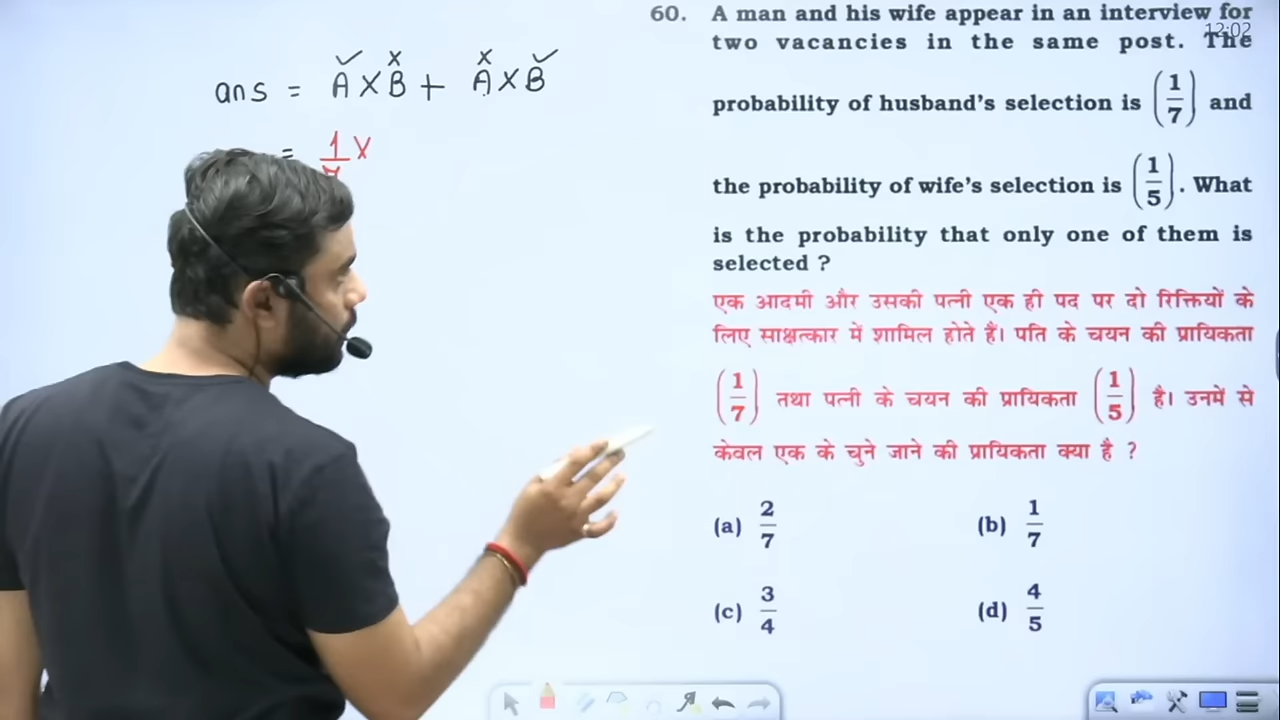 ans = A × B + A × B
= 1/7 ×
60. A man and his wife appear in an interview for
two vacancies in the same post. The
12:02
probability of husband's selection is (1/7) and
the probability of wife's selection is (1/5). What
is the probability that only one of them is
selected ?
एक आदमी और उसकी पत्नी एक ही पद पर दो रिक्तियों के
लिए साक्षत्कार में शामिल होते हैं। पति के चयन की प्रायिकता
(1/7) तथा पत्नी के चयन की प्रायिकता (1/5) है। उनमें से
केवल एक के चुने जाने की प्रायिकता क्या है ?
(a) 2/7 (b) 1/7
(c) 3/4 (d) 4/5